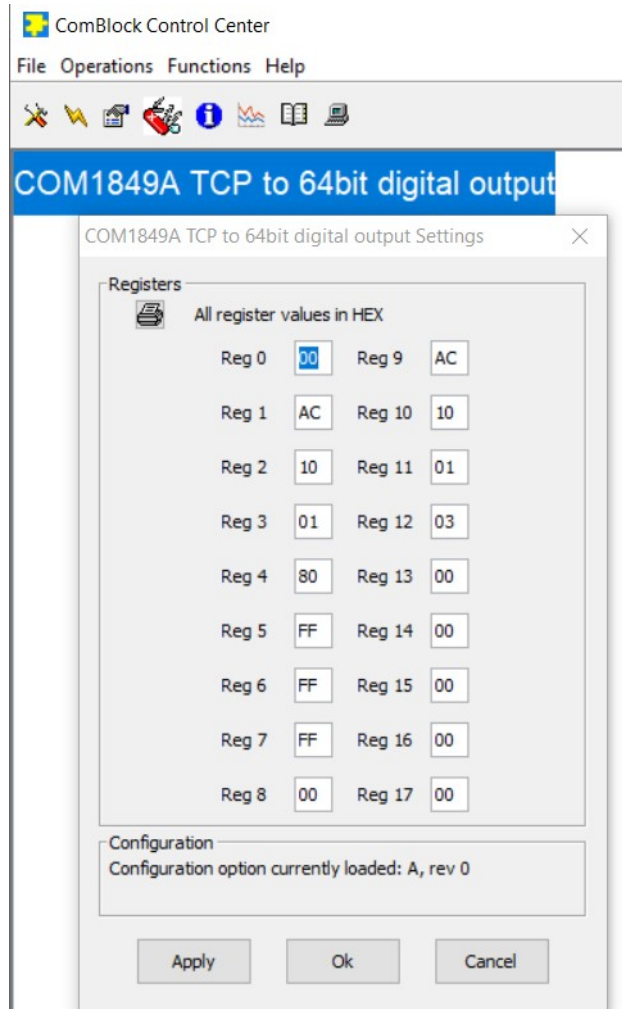 ComBlock Control Center
File Operations Functions Help
COM1849A TCP to 64bit digital output
COM1849A TCP to 64bit digital output Settings
Registers
All register values in HEX
Reg 0 00 Reg 9 AC
Reg 1 AC Reg 10 10
Reg 2 10 Reg 11 01
Reg 3 01 Reg 12 03
Reg 4 80 Reg 13 00
Reg 5 FF Reg 14 00
Reg 6 FF Reg 15 00
Reg 7 FF Reg 16 00
Reg 8 00 Reg 17 00
Configuration
Configuration option currently loaded: A, rev 0
Apply Ok Cancel